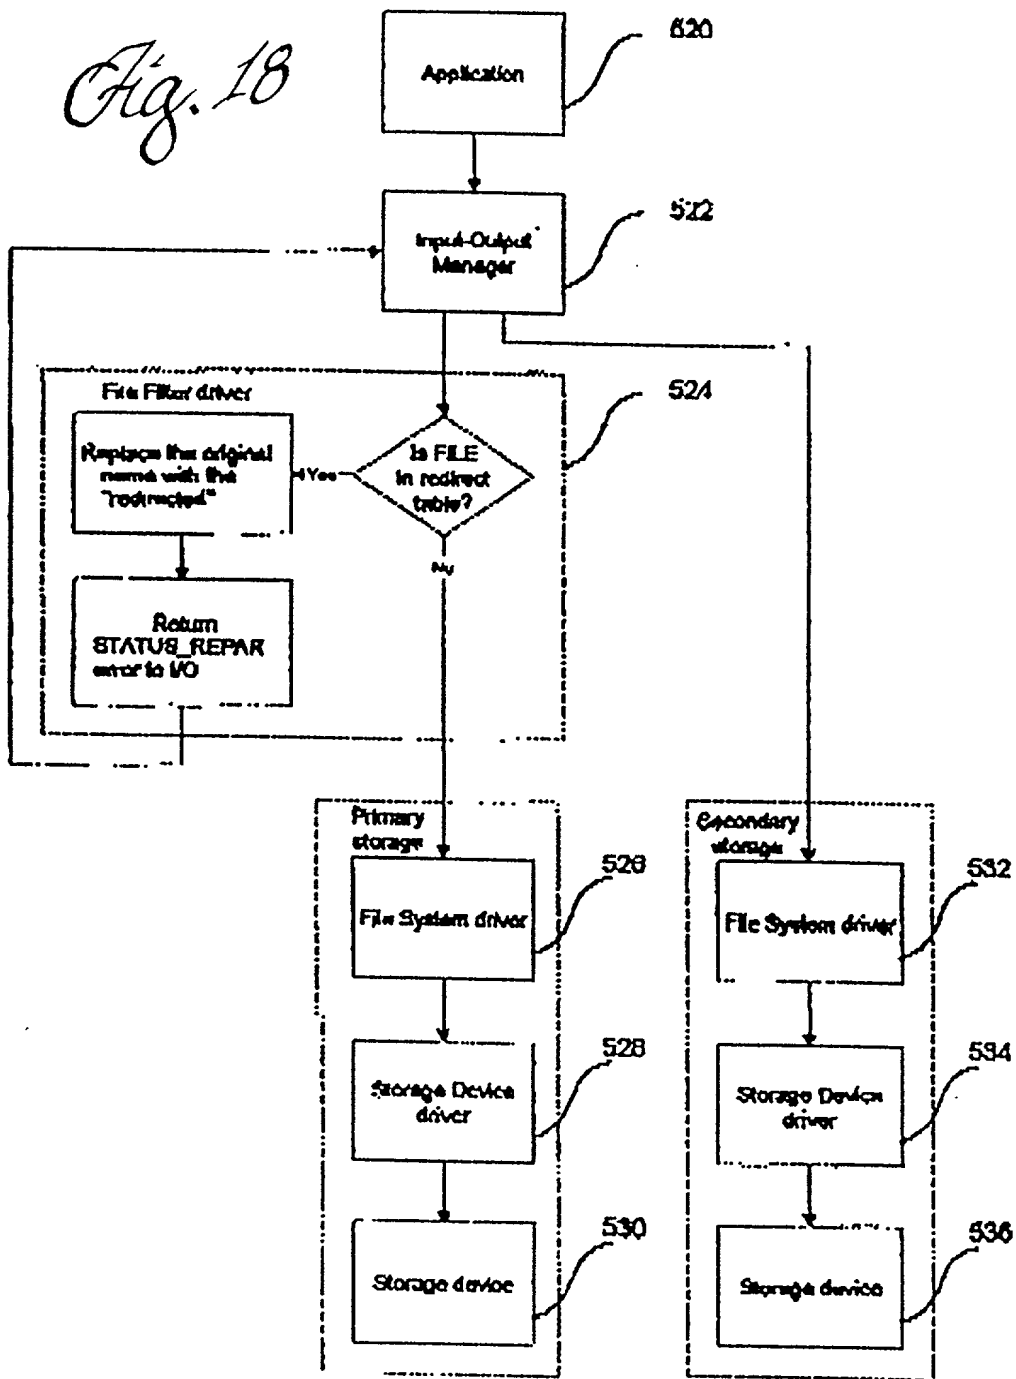 Fig. 18
520
Application
522
Input-Output
Manager
524
File Filter driver
Replace the original
name with the
"redirected"
Yes
Is FILE
in redirect
table?
No
Return
STATUS_REPAR
error to I/O
Primary
storage
Secondary
storage
526
File System driver
532
File System driver
528
Storage Device
driver
534
Storage Device
driver
530
Storage device
536
Storage device